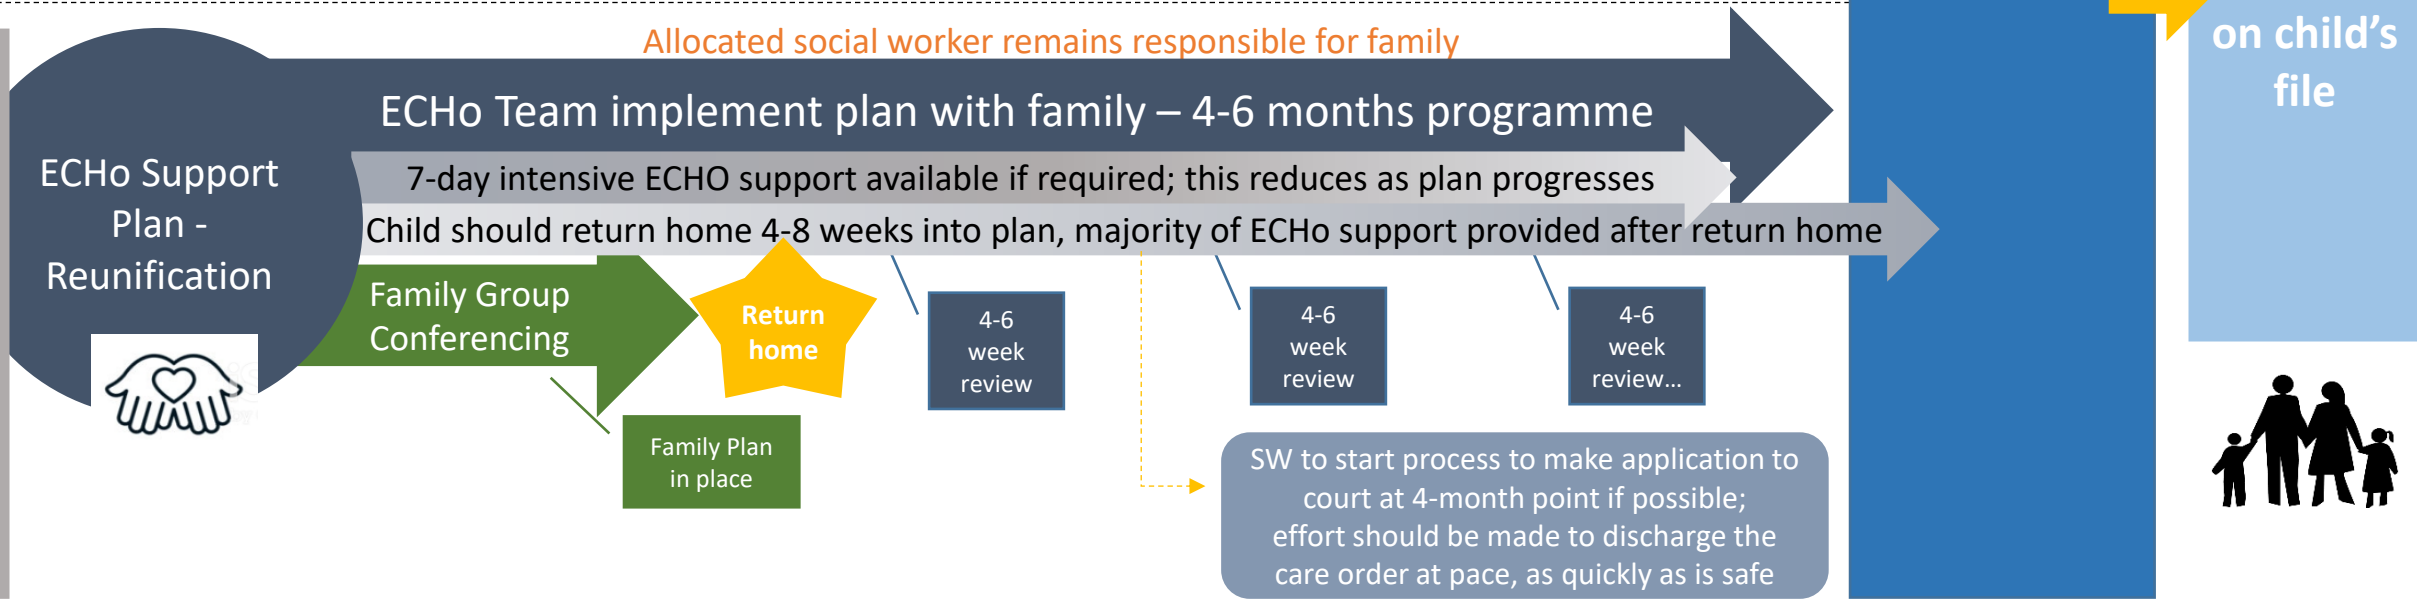 Allocated social worker remains responsible for family
on child's
file
ECHo Team implement plan with family – 4-6 months programme
ECHo Support
Plan -
Reunification
7-day intensive ECHO support available if required; this reduces as plan progresses
Child should return home 4-8 weeks into plan, majority of ECHo support provided after return home
Family Group
Conferencing
Return
home
4-6
week
review
4-6
week
review
4-6
week
review...
Family Plan
in place
SW to start process to make application to
court at 4-month point if possible;
effort should be made to discharge the
care order at pace, as quickly as is safe